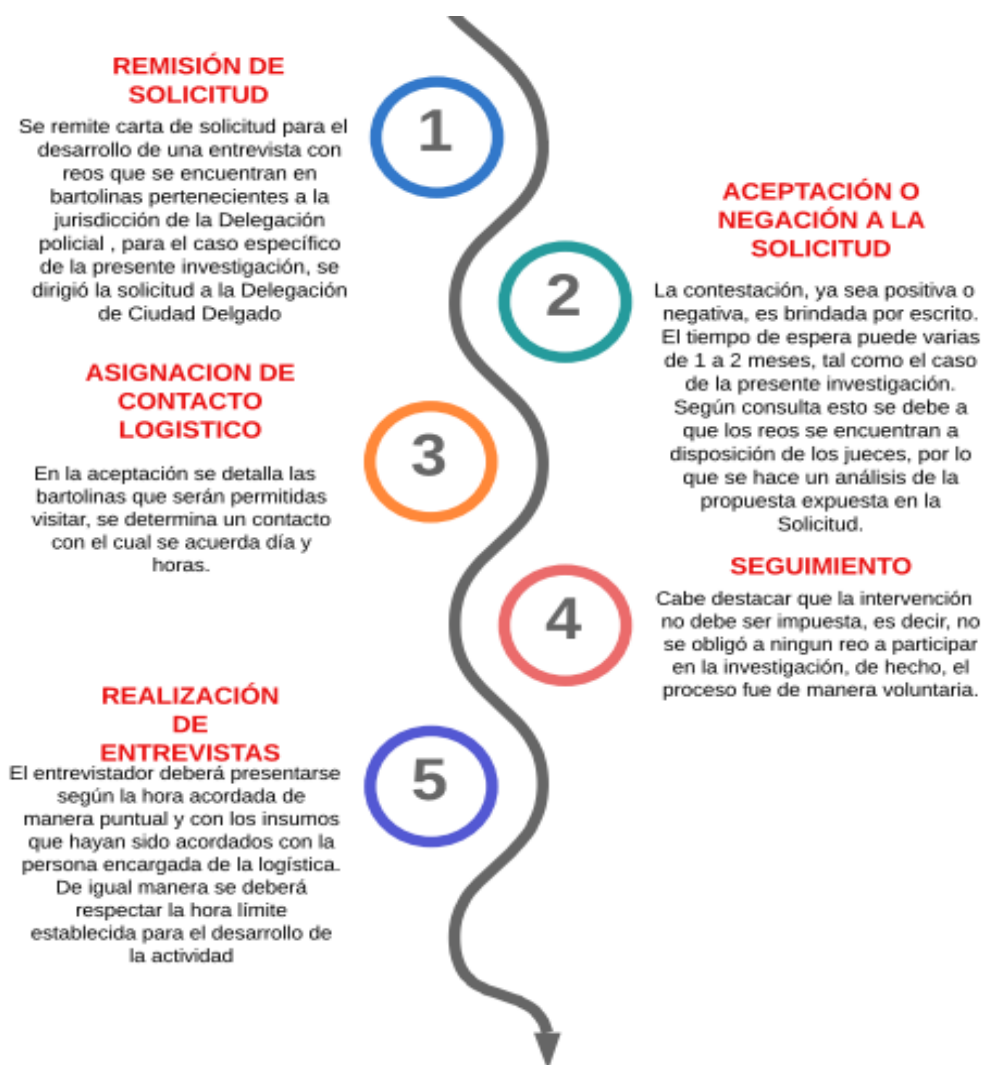 REMISIÓN DE
SOLICITUD
1
Se remite carta de solicitud para el
desarrollo de una entrevista con
reos que se encuentran en
bartolinas pertenecientes a la
jurisdicción de la Delegación
policial , para el caso específico
de la presente investigación, se
dirigió la solicitud a la Delegación
de Ciudad Delgado
ACEPTACIÓN O
NEGACIÓN A LA
SOLICITUD
2
La contestación, ya sea positiva o
negativa, es brindada por escrito.
El tiempo de espera puede varias
de 1 a 2 meses, tal como el caso
de la presente investigación.
Según consulta esto se debe a
que los reos se encuentran a
disposición de los jueces, por lo
que se hace un análisis de la
propuesta expuesta en la
Solicitud.
ASIGNACION DE
CONTACTO
LOGISTICO
3
En la aceptación se detalla las
bartolinas que serán permitidas
visitar, se determina un contacto
con el cual se acuerda día y
horas.
SEGUIMIENTO
4
Cabe destacar que la intervención
no debe ser impuesta, es decir, no
se obligó a ningun reo a participar
en la investigación, de hecho, el
proceso fue de manera voluntaria.
REALIZACIÓN
DE
ENTREVISTAS
5
El entrevistador deberá presentarse
según la hora acordada de
manera puntual y con los insumos
que hayan sido acordados con la
persona encargada de la logística.
De igual manera se deberá
respectar la hora límite
establecida para el desarrollo de
la actividad